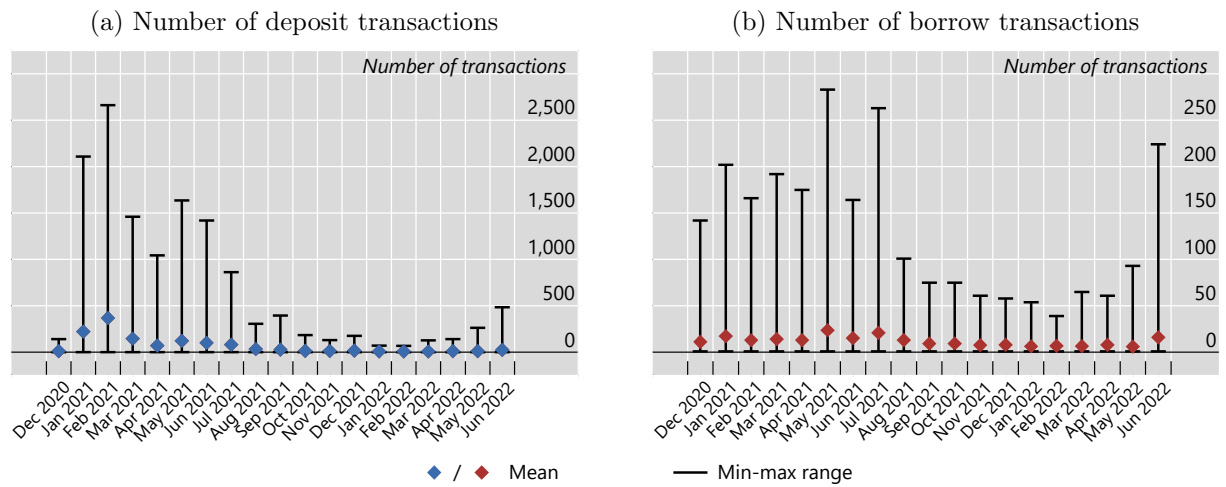 (a) Number of deposit transactions
Number of transactions
2,500
2,000
1,500
1,000
500
0
Dec 2020
Jan 2021
Feb 2021
Mar 2021
Apr 2021
May 2021
Jun 2021
Jul 2021
Aug 2021
Sep 2021
Oct 2021
Nov 2021
Dec 2021
Jan 2022
Feb 2022
Mar 2022
Apr 2022
May 2022
Jun 2022
(b) Number of borrow transactions
Number of transactions
250
200
150
100
50
0
Dec 2020
Jan 2021
Feb 2021
Mar 2021
Apr 2021
May 2021
Jun 2021
Jul 2021
Aug 2021
Sep 2021
Oct 2021
Nov 2021
Dec 2021
Jan 2022
Feb 2022
Mar 2022
Apr 2022
May 2022
Jun 2022
/ Mean
Min-max range